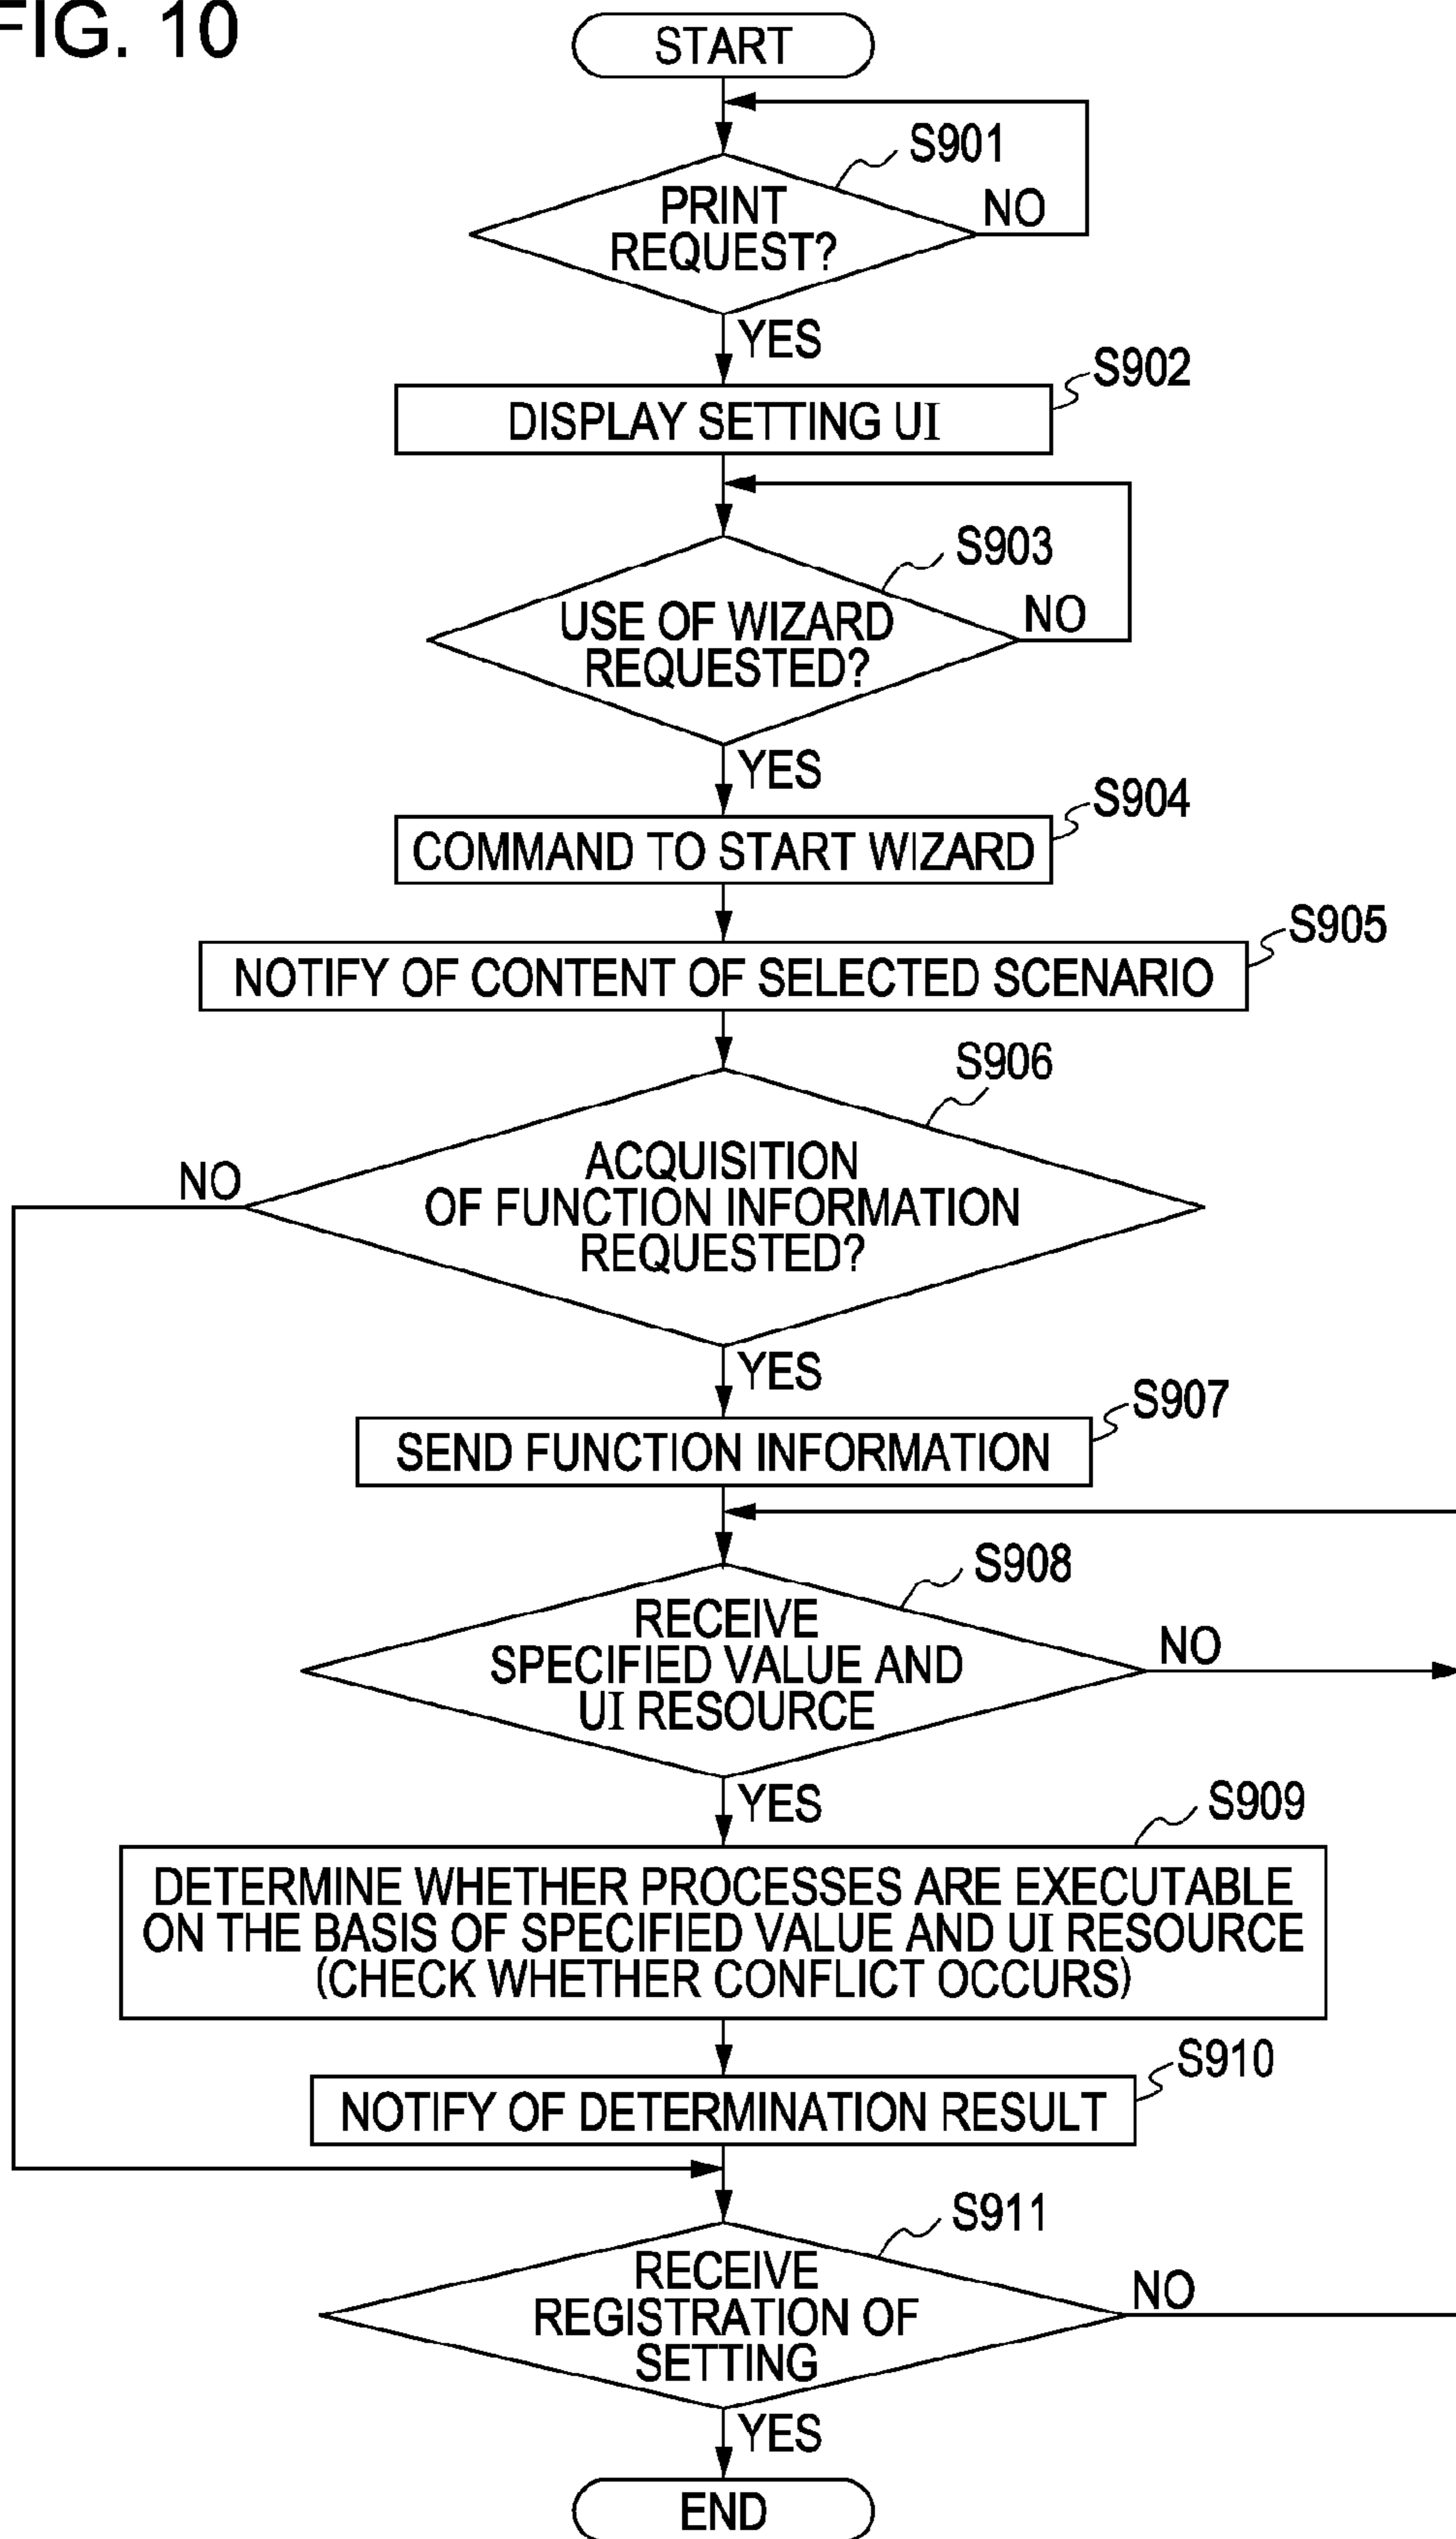 FIG. 10
START
S901
PRINT
REQUEST?
NO
YES
S902
DISPLAY SETTING UI
S903
USE OF WIZARD
REQUESTED?
NO
YES
S904
COMMAND TO START WIZARD
S905
NOTIFY OF CONTENT OF SELECTED SCENARIO
S906
ACQUISITION
OF FUNCTION INFORMATION
REQUESTED?
NO
YES
S907
SEND FUNCTION INFORMATION
S908
RECEIVE
SPECIFIED VALUE AND
UI RESOURCE
NO
YES
S909
DETERMINE WHETHER PROCESSES ARE EXECUTABLE
ON THE BASIS OF SPECIFIED VALUE AND UI RESOURCE
(CHECK WHETHER CONFLICT OCCURS)
S910
NOTIFY OF DETERMINATION RESULT
S911
RECEIVE
REGISTRATION OF
SETTING
NO
YES
END